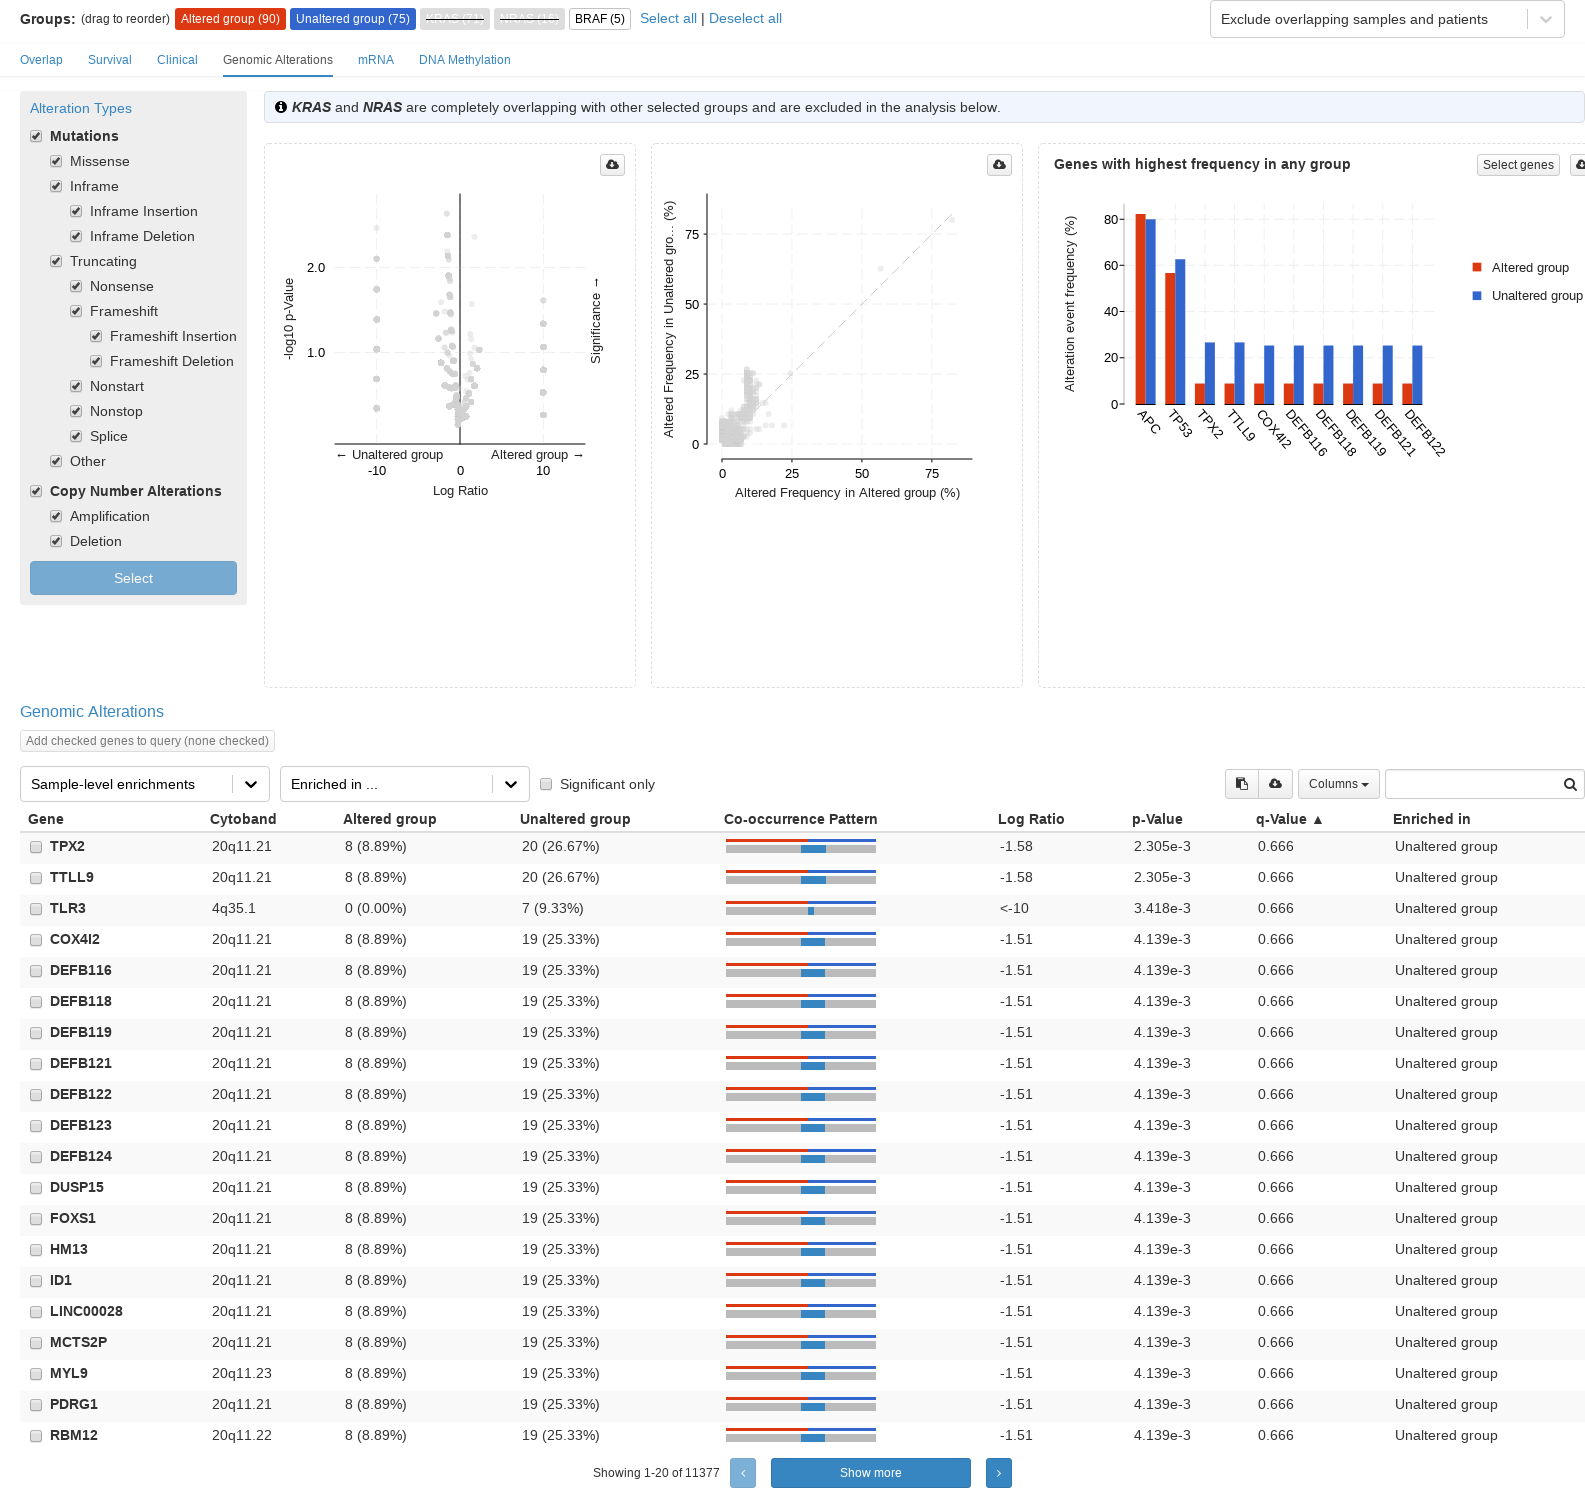 Groups: (drag to reorder) Altered group (90) Unaltered group (75) KRAS (71) NRAS (19) BRAF (5) Select all | Deselect all Exclude overlapping samples and patients
Overlap Survival Clinical Genomic Alterations mRNA DNA Methylation
Alteration Types
Mutations
Missense
Inframe
Inframe Insertion
Inframe Deletion
Truncating
Nonsense
Frameshift
Frameshift Insertion
Frameshift Deletion
Nonstart
Nonstop
Splice
Other
Copy Number Alterations
Amplification
Deletion
Select
KRAS and NRAS are completely overlapping with other selected groups and are excluded in the analysis below.
-log10 p-Value
2.0
1.0
Significance →
← Unaltered group Altered group →
-10 0 10
Log Ratio
Altered Frequency in Unaltered gro... (%)
75
50
25
0
0 25 50 75
Altered Frequency in Altered group (%)
Genes with highest frequency in any group Select genes
Alteration event frequency (%)
80
60
40
20
0
APC TP53 TPX2 TTLL9 COX4I2 DEFB116 DEFB118 DEFB119 DEFB121 DEFB122
Altered group
Unaltered group
Genomic Alterations
Add checked genes to query (none checked)
Sample-level enrichments Enriched in ... Significant only Columns
Gene Cytoband Altered group Unaltered group Co-occurrence Pattern Log Ratio p-Value q-Value ▲ Enriched in
TPX2 20q11.21 8 (8.89%) 20 (26.67%) -1.58 2.305e-3 0.666 Unaltered group
TTLL9 20q11.21 8 (8.89%) 20 (26.67%) -1.58 2.305e-3 0.666 Unaltered group
TLR3 4q35.1 0 (0.00%) 7 (9.33%) <-10 3.418e-3 0.666 Unaltered group
COX4I2 20q11.21 8 (8.89%) 19 (25.33%) -1.51 4.139e-3 0.666 Unaltered group
DEFB116 20q11.21 8 (8.89%) 19 (25.33%) -1.51 4.139e-3 0.666 Unaltered group
DEFB118 20q11.21 8 (8.89%) 19 (25.33%) -1.51 4.139e-3 0.666 Unaltered group
DEFB119 20q11.21 8 (8.89%) 19 (25.33%) -1.51 4.139e-3 0.666 Unaltered group
DEFB121 20q11.21 8 (8.89%) 19 (25.33%) -1.51 4.139e-3 0.666 Unaltered group
DEFB122 20q11.21 8 (8.89%) 19 (25.33%) -1.51 4.139e-3 0.666 Unaltered group
DEFB123 20q11.21 8 (8.89%) 19 (25.33%) -1.51 4.139e-3 0.666 Unaltered group
DEFB124 20q11.21 8 (8.89%) 19 (25.33%) -1.51 4.139e-3 0.666 Unaltered group
DUSP15 20q11.21 8 (8.89%) 19 (25.33%) -1.51 4.139e-3 0.666 Unaltered group
FOXS1 20q11.21 8 (8.89%) 19 (25.33%) -1.51 4.139e-3 0.666 Unaltered group
HM13 20q11.21 8 (8.89%) 19 (25.33%) -1.51 4.139e-3 0.666 Unaltered group
ID1 20q11.21 8 (8.89%) 19 (25.33%) -1.51 4.139e-3 0.666 Unaltered group
LINC00028 20q11.21 8 (8.89%) 19 (25.33%) -1.51 4.139e-3 0.666 Unaltered group
MCTS2P 20q11.21 8 (8.89%) 19 (25.33%) -1.51 4.139e-3 0.666 Unaltered group
MYL9 20q11.23 8 (8.89%) 19 (25.33%) -1.51 4.139e-3 0.666 Unaltered group
PDRG1 20q11.21 8 (8.89%) 19 (25.33%) -1.51 4.139e-3 0.666 Unaltered group
RBM12 20q11.22 8 (8.89%) 19 (25.33%) -1.51 4.139e-3 0.666 Unaltered group
Showing 1-20 of 11377 ‹ Show more ›